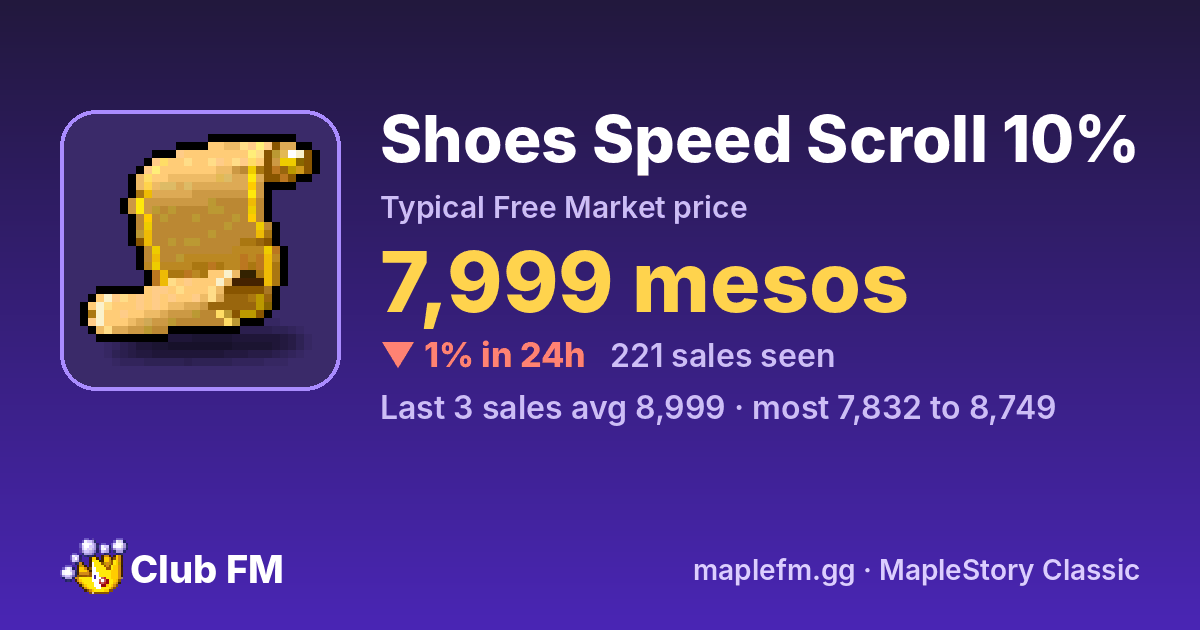 Shoes Speed Scroll 10%
Typical Free Market price
7,999 mesos
▼ 1% in 24h 221 sales seen
Last 3 sales avg 8,999 · most 7,832 to 8,749
Club FM
maplefm.gg · MapleStory Classic